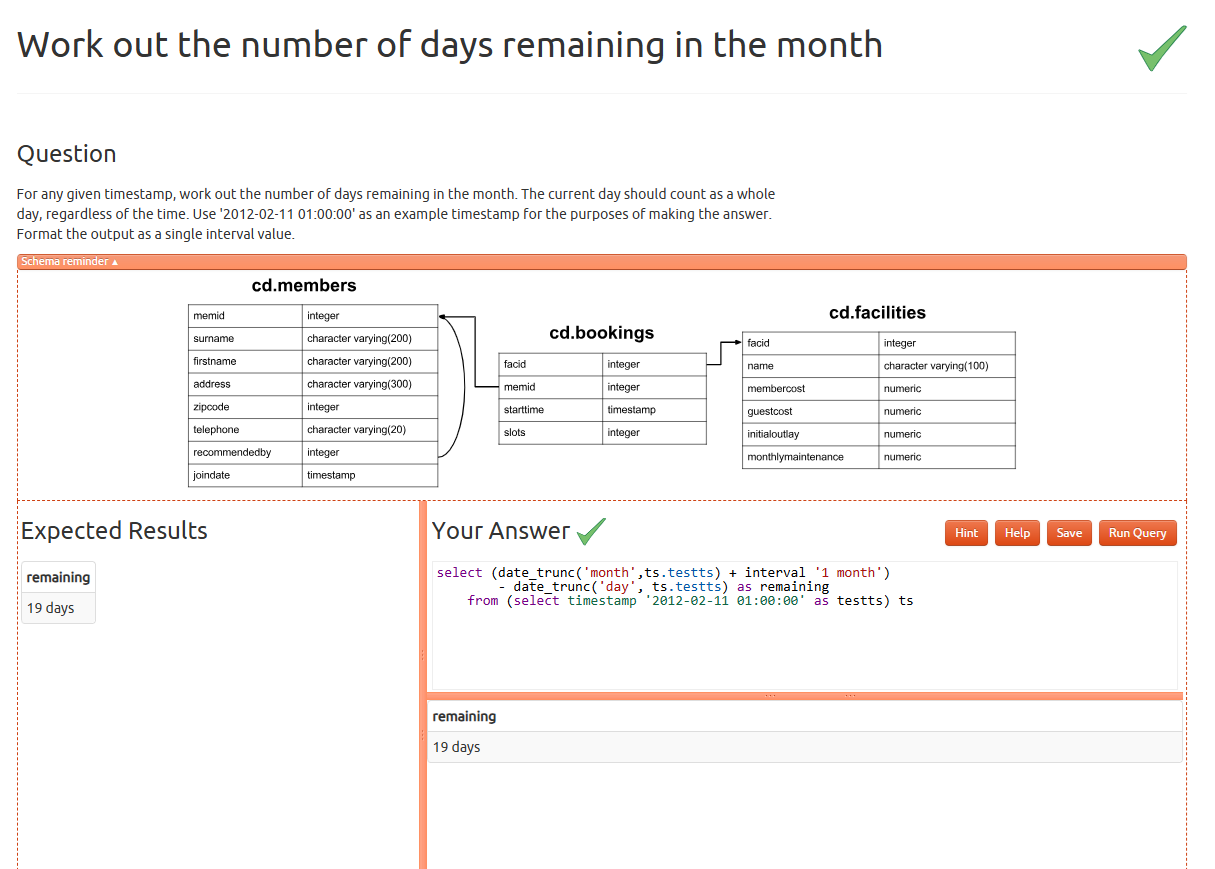 Work out the number of days remaining in the month
Question
For any given timestamp, work out the number of days remaining in the month. The current day should count as a whole
day, regardless of the time. Use '2012-02-11 01:00:00' as an example timestamp for the purposes of making the answer.
Format the output as a single interval value.
Schema reminder ▴
cd.members
memid integer
surname character varying(200)
firstname character varying(200)
address character varying(300)
zipcode integer
telephone character varying(20)
recommendedby integer
joindate timestamp
cd.bookings
facid integer
memid integer
starttime timestamp
slots integer
cd.facilities
facid integer
name character varying(100)
membercost numeric
guestcost numeric
initialoutlay numeric
monthlymaintenance numeric
Expected Results
remaining
19 days
Your Answer
Hint Help Save Run Query
select (date_trunc('month',ts.testts) + interval '1 month')
- date_trunc('day', ts.testts) as remaining
from (select timestamp '2012-02-11 01:00:00' as testts) ts
remaining
19 days